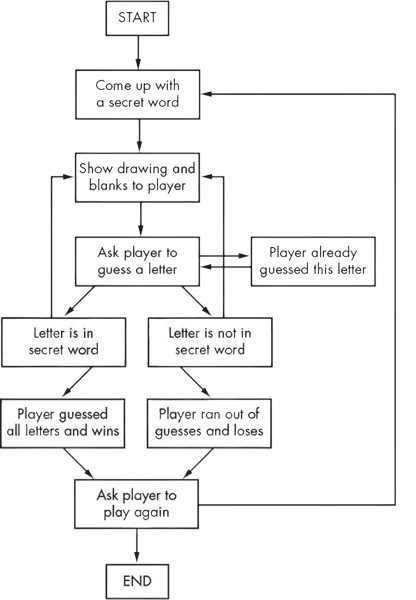 START
Come up with
a secret word
Show drawing and
blanks to player
Ask player to
guess a letter
Player already
guessed this letter
Letter is in
secret word
Letter is not in
secret word
Player guessed
all letters and wins
Player ran out of
guesses and loses
Ask player to
play again
END